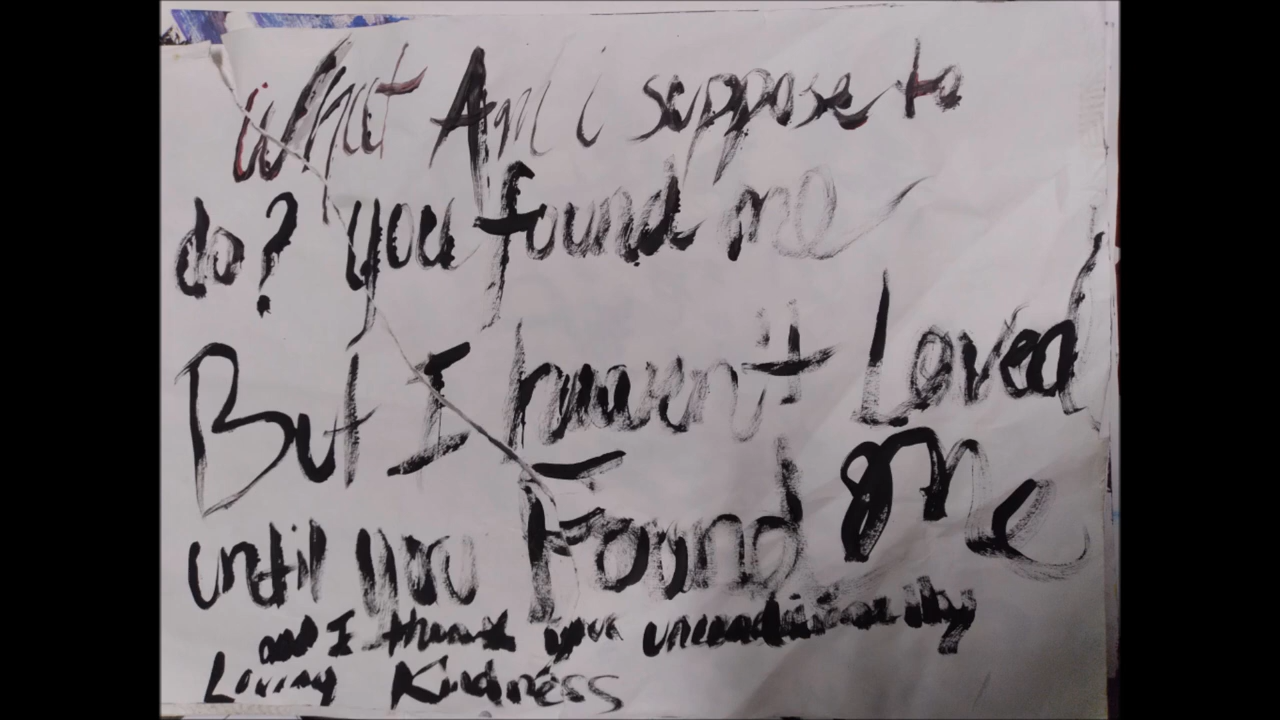 What Am i suppose to
do? you found me
But I haven't Loved
Me
until you Found
and I thank your unconditionally
Loving Kindness